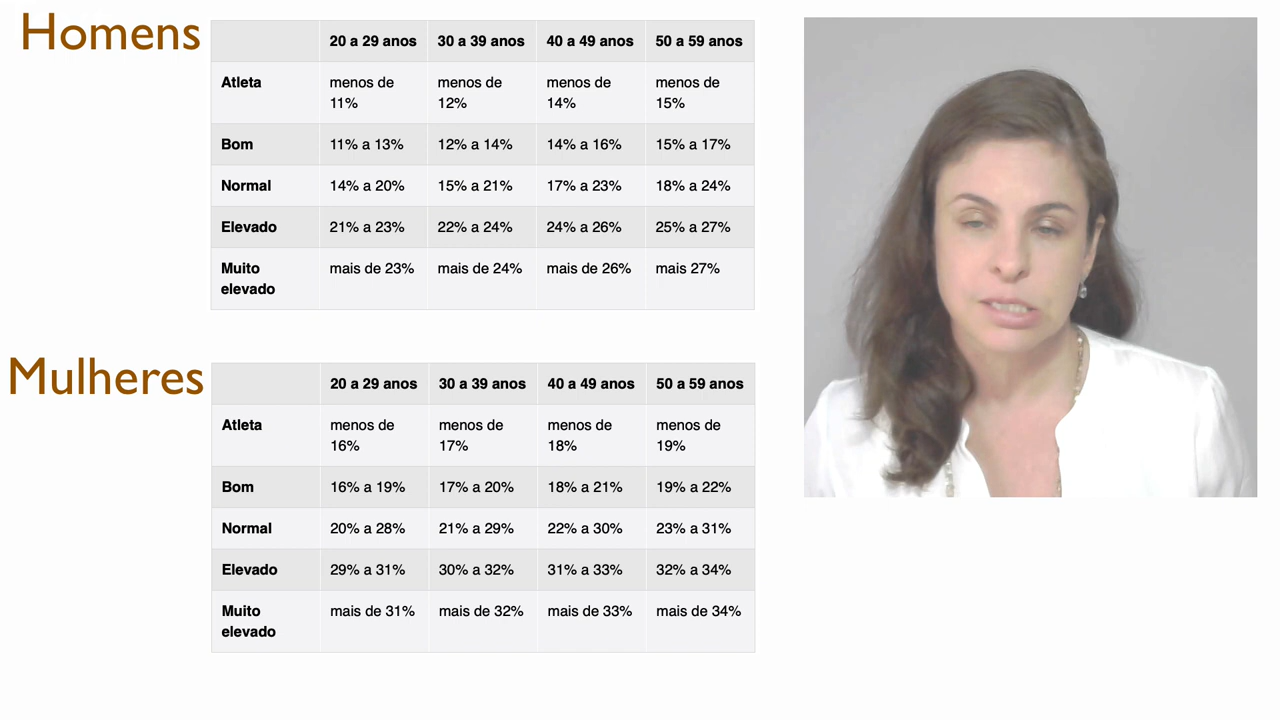 Homens
20 a 29 anos 30 a 39 anos 40 a 49 anos 50 a 59 anos
Atleta menos de 11% menos de 12% menos de 14% menos de 15%
Bom 11% a 13% 12% a 14% 14% a 16% 15% a 17%
Normal 14% a 20% 15% a 21% 17% a 23% 18% a 24%
Elevado 21% a 23% 22% a 24% 24% a 26% 25% a 27%
Muito elevado mais de 23% mais de 24% mais de 26% mais 27%
Mulheres
20 a 29 anos 30 a 39 anos 40 a 49 anos 50 a 59 anos
Atleta menos de 16% menos de 17% menos de 18% menos de 19%
Bom 16% a 19% 17% a 20% 18% a 21% 19% a 22%
Normal 20% a 28% 21% a 29% 22% a 30% 23% a 31%
Elevado 29% a 31% 30% a 32% 31% a 33% 32% a 34%
Muito elevado mais de 31% mais de 32% mais de 33% mais de 34%